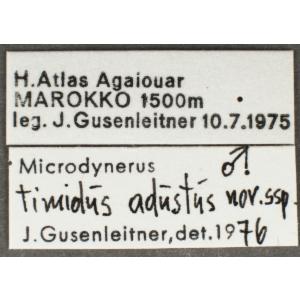 H.Atlas Agaiouar
MAROKKO 1500m
leg. J.Gusenleitner 10.7.1975
Microdynerus ♂
timidus adustus nov.ssp.
J.Gusenleitner,det.1976